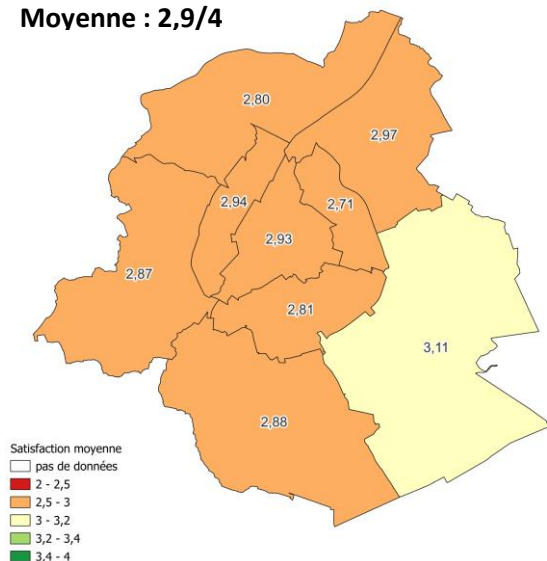 Moyenne : 2,9/4
2,80
2,97
2,94
2,71
2,93
2,87
2,81
3,11
2,88
Satisfaction moyenne
pas de données
2 - 2,5
2,5 - 3
3 - 3,2
3,2 - 3,4
3,4 - 4